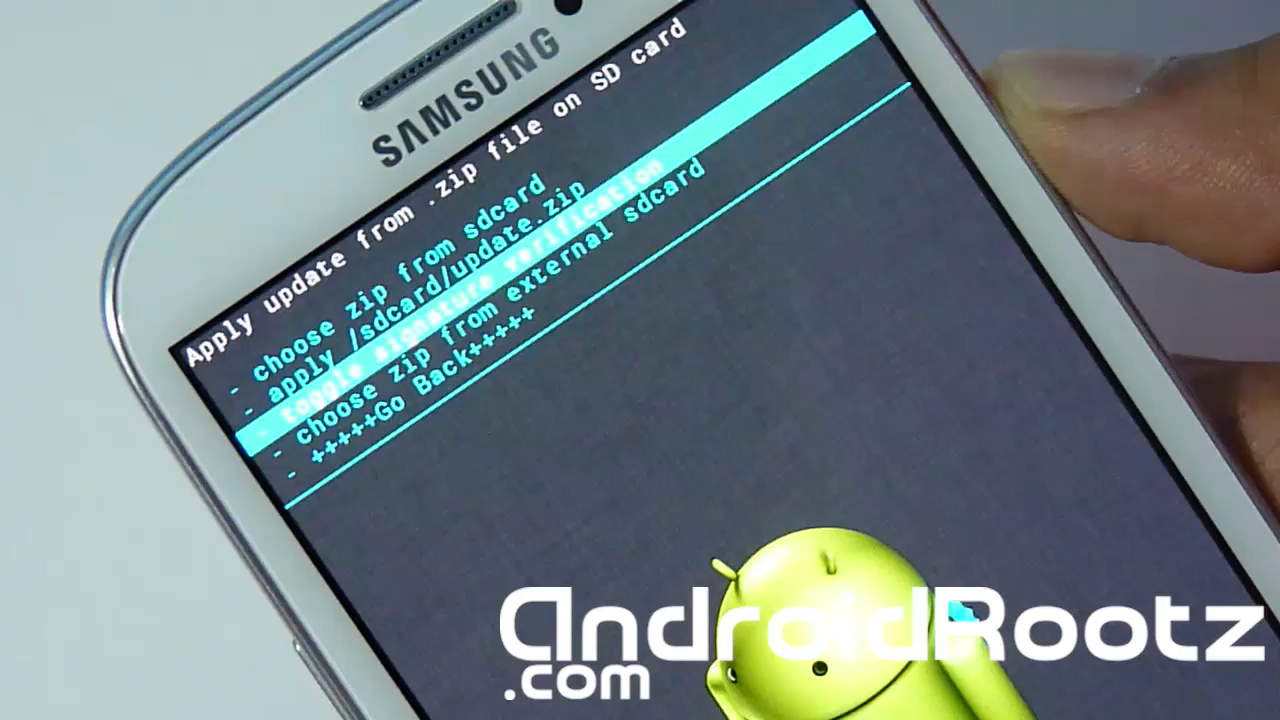 SAMSUNG
Apply update from .zip file on SD card
- choose zip from sdcard
- apply /sdcard/update.zip
- toggle signature verification
- choose zip from external sdcard
- +++++Go Back+++++
AndroidRootz
.com